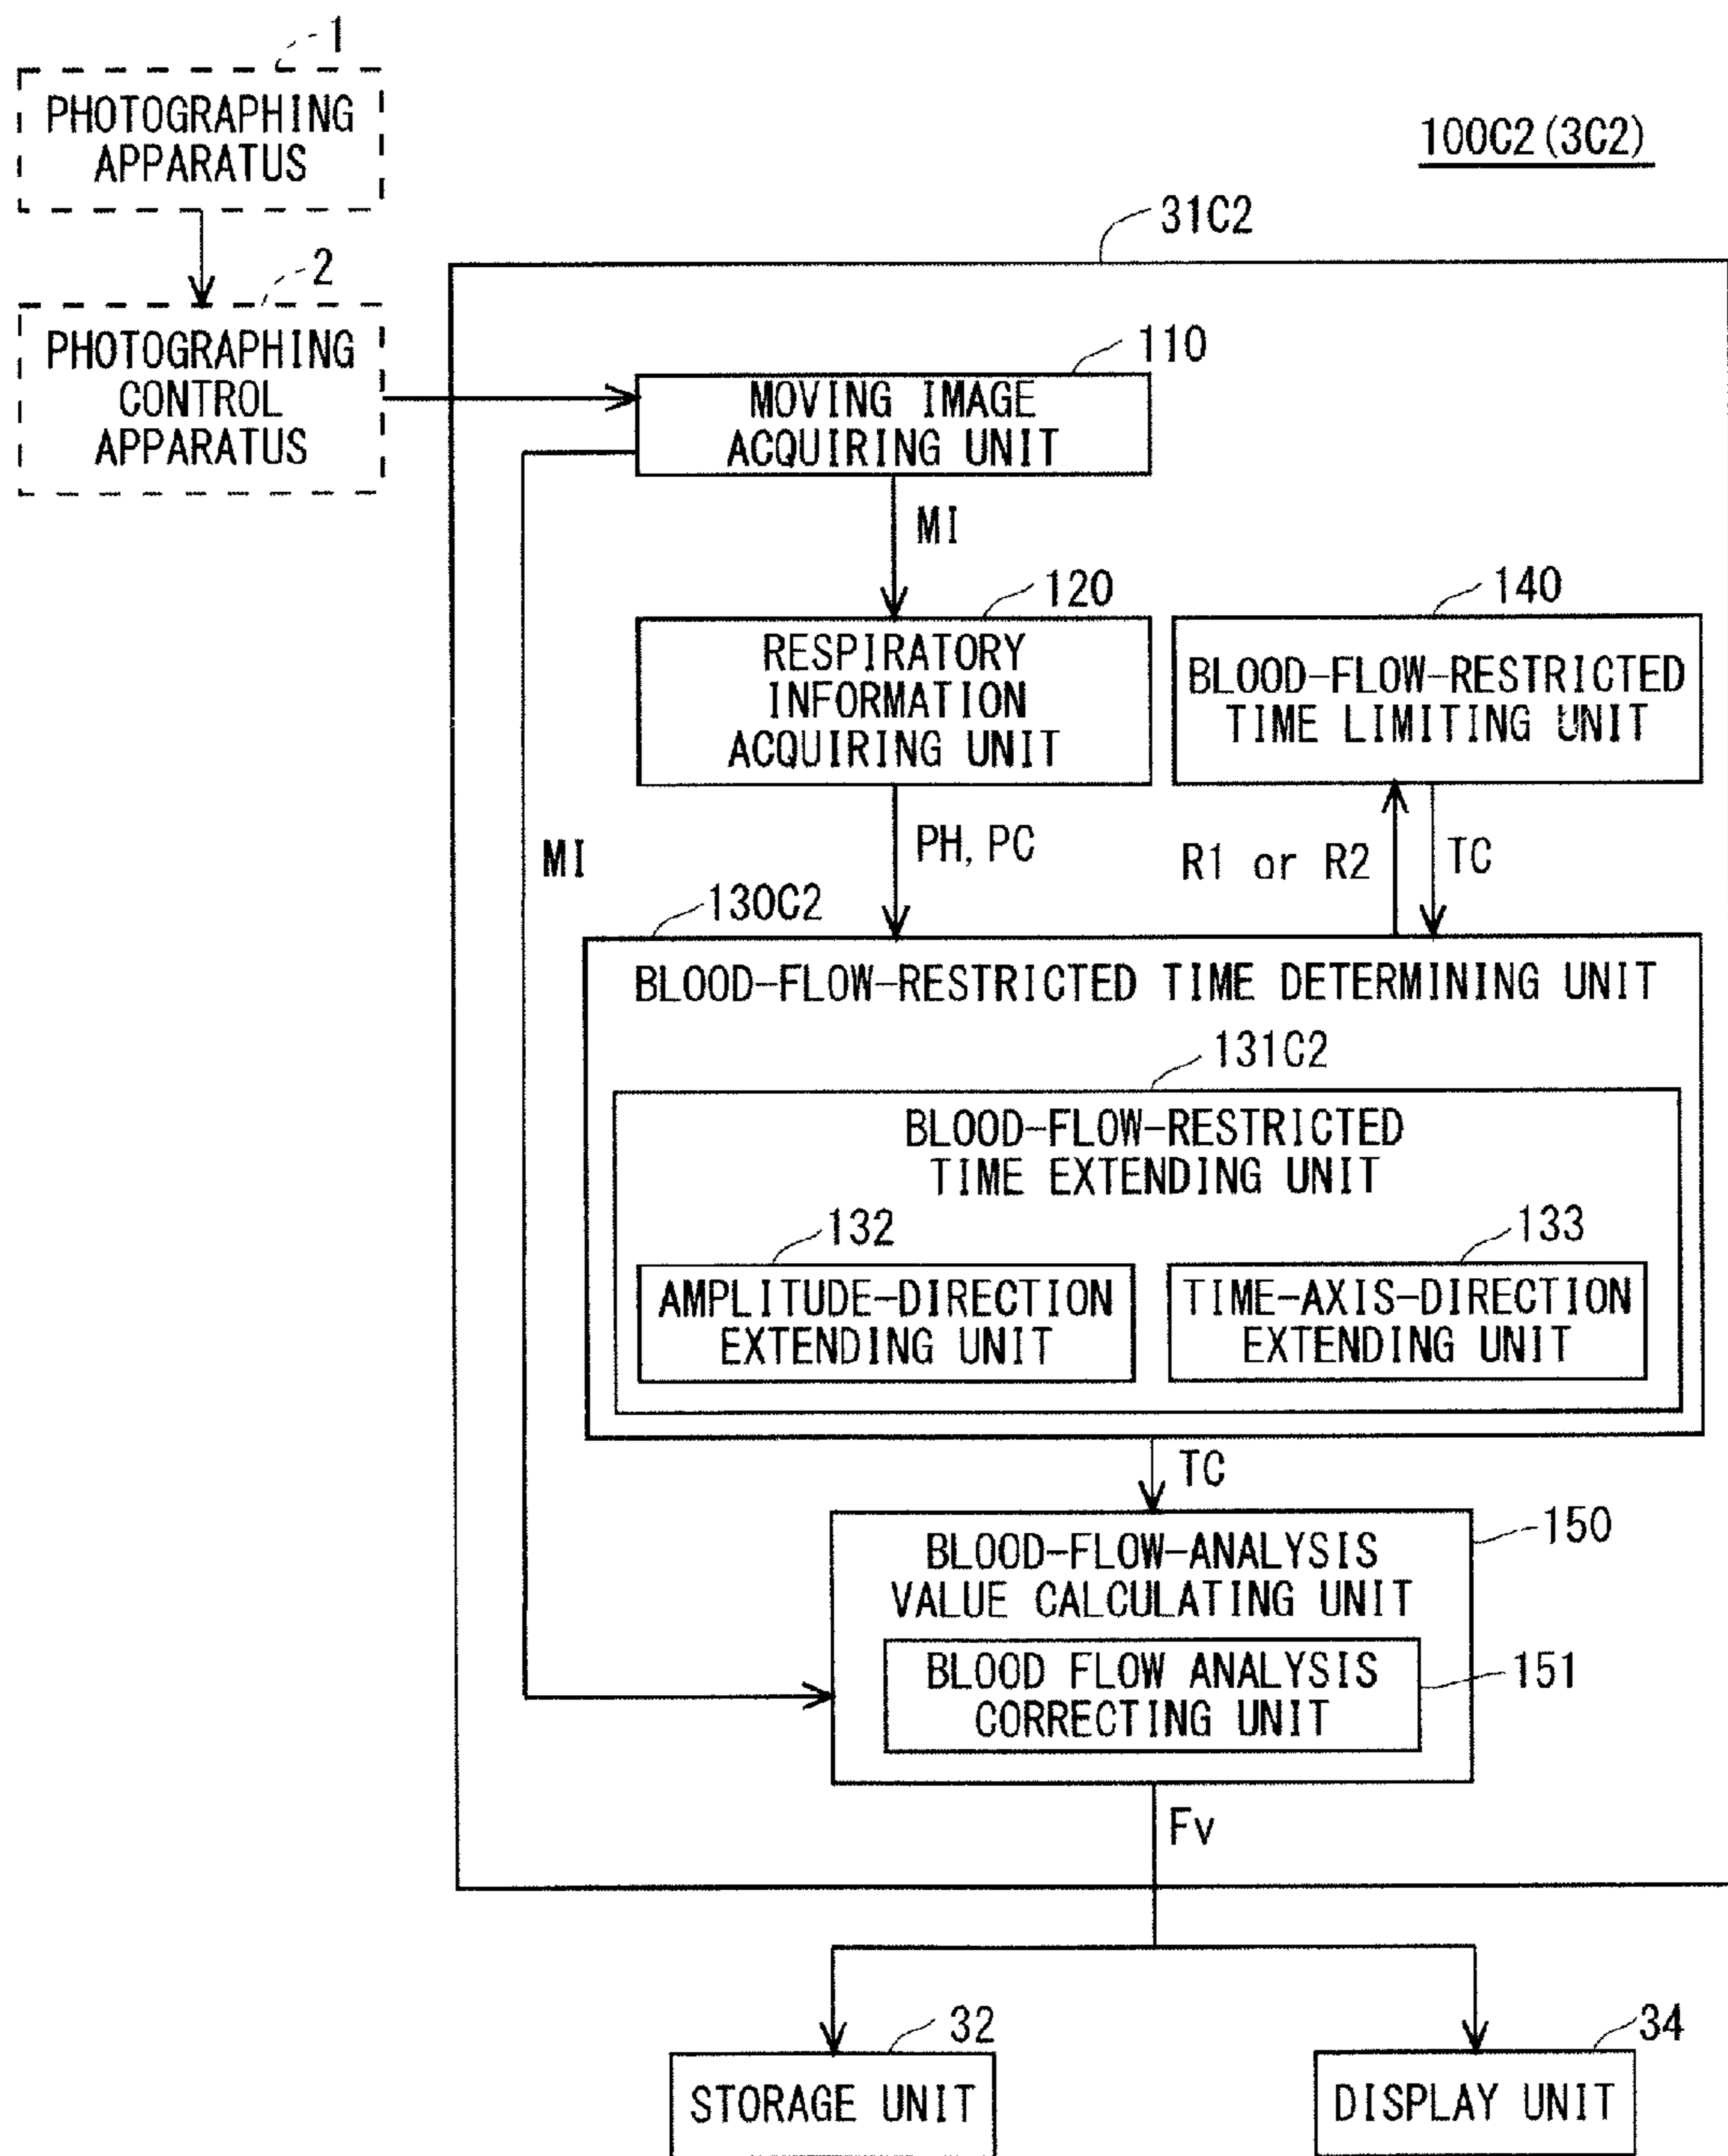 1
PHOTOGRAPHING
APPARATUS
100C2(3C2)
31C2
2
PHOTOGRAPHING
CONTROL
APPARATUS
110
MOVING IMAGE
ACQUIRING UNIT
MI
120
RESPIRATORY
INFORMATION
ACQUIRING UNIT
140
BLOOD-FLOW-RESTRICTED
TIME LIMITING UNIT
MI
PH, PC
R1 or R2
TC
130C2
BLOOD-FLOW-RESTRICTED TIME DETERMINING UNIT
131C2
BLOOD-FLOW-RESTRICTED
TIME EXTENDING UNIT
132
AMPLITUDE-DIRECTION
EXTENDING UNIT
133
TIME-AXIS-DIRECTION
EXTENDING UNIT
TC
150
BLOOD-FLOW-ANALYSIS
VALUE CALCULATING UNIT
BLOOD FLOW ANALYSIS
CORRECTING UNIT
151
Fv
32
STORAGE UNIT
34
DISPLAY UNIT